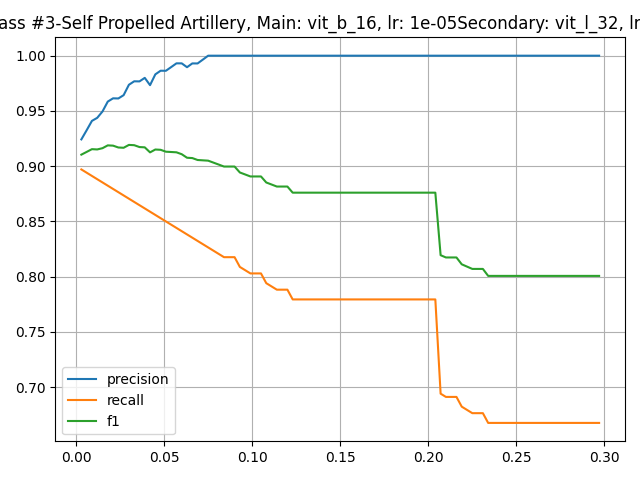 ass #3-Self Propelled Artillery, Main: vit_b_16, lr: 1e-05Secondary: vit_l_32, lr
1.00
0.95
0.90
0.85
0.80
0.75
0.70
precision
recall
f1
0.00 0.05 0.10 0.15 0.20 0.25 0.30